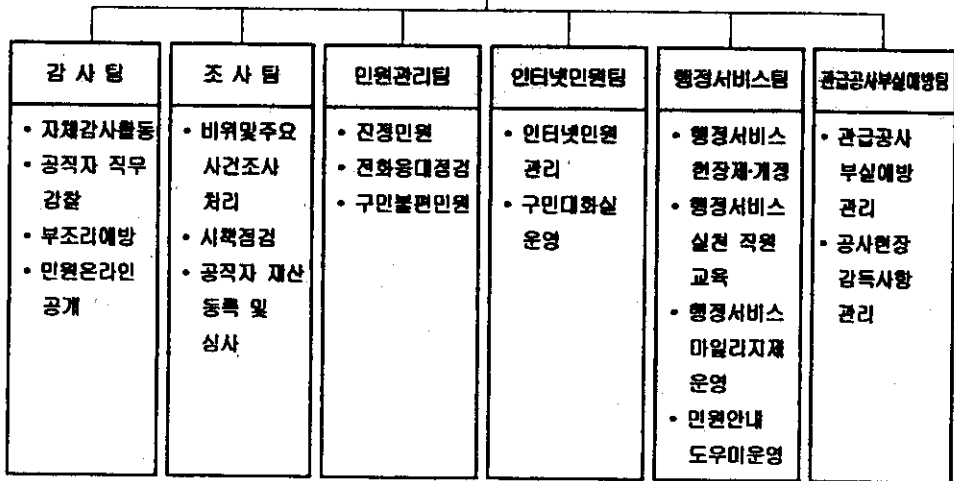 감 사 팀
• 자체감사활동
• 공직자 직무
감찰
• 부조리예방
• 민원온라인
공개
조 사 팀
• 비위및주요
사건조사
처리
• 시책점검
• 공직자 재산
등록 및
심사
민원관리팀
• 진정민원
• 전화응대점검
• 구민불편민원
인터넷민원팀
• 인터넷민원
관리
• 구민대화실
운영
행정서비스팀
• 행정서비스
헌장제·개정
• 행정서비스
실천 직원
교육
• 행정서비스
마일리지제
운영
• 민원안내
도우미운영
관급공사부실예방팀
• 관급공사
부실예방
관리
• 공사현장
감독사항
관리